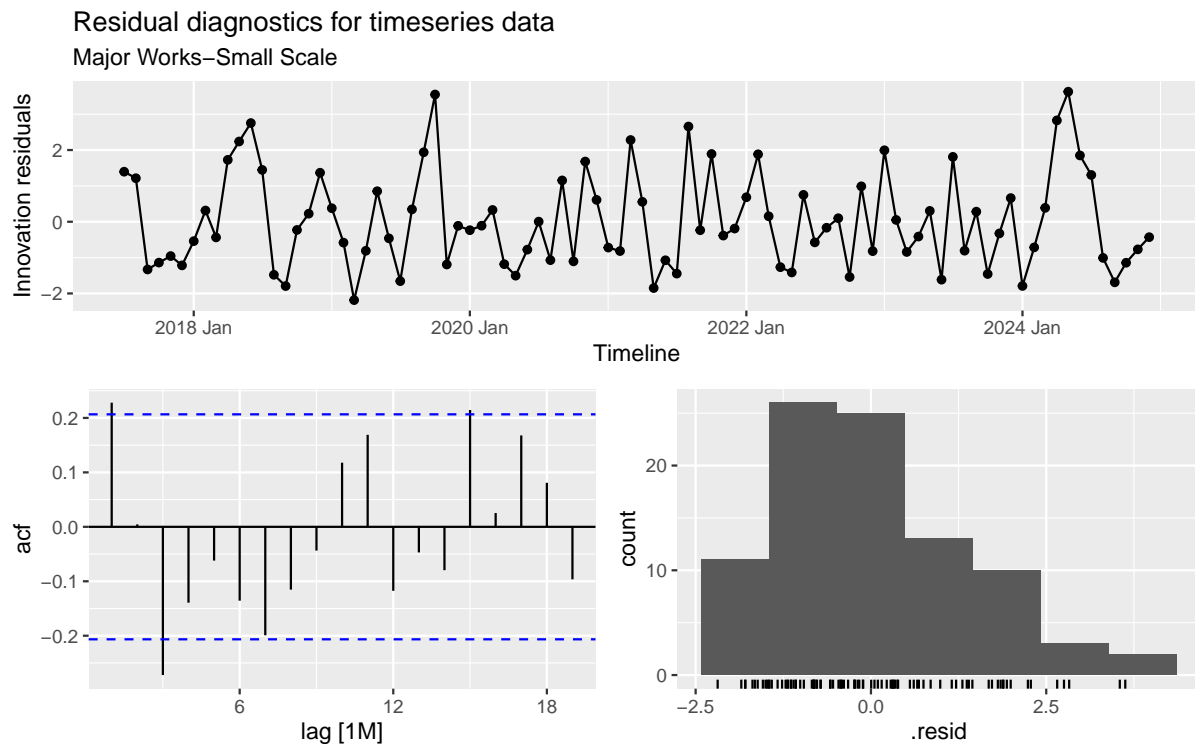 Residual diagnostics for timeseries data
Major Works−Small Scale
Innovation residuals
2
0
−2
2018 Jan
2020 Jan
2022 Jan
2024 Jan
Timeline
acf
0.2
0.1
0.0
−0.1
−0.2
6
12
18
lag [1M]
count
20
10
0
−2.5
0.0
2.5
.resid